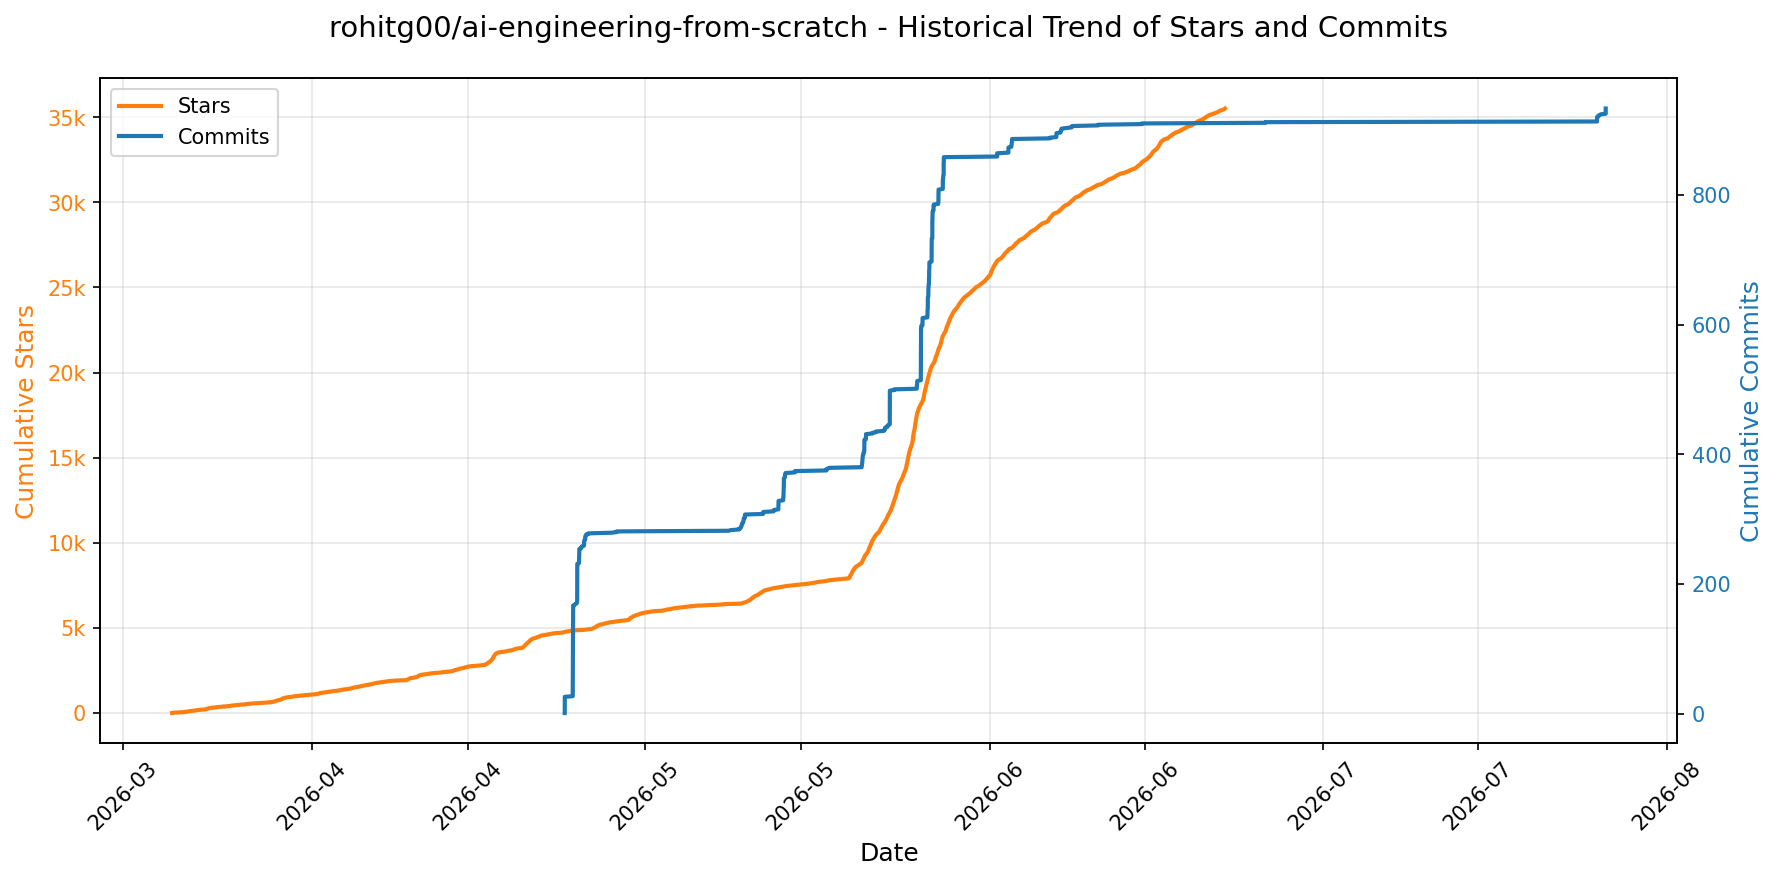 rohitg00/ai-engineering-from-scratch - Historical Trend of Stars and Commits
Stars
Commits
35k
30k
25k
20k
15k
10k
5k
0
Cumulative Stars
800
600
400
200
0
Cumulative Commits
2026-03
2026-04
2026-04
2026-05
2026-05
2026-06
2026-06
2026-07
2026-07
2026-08
Date